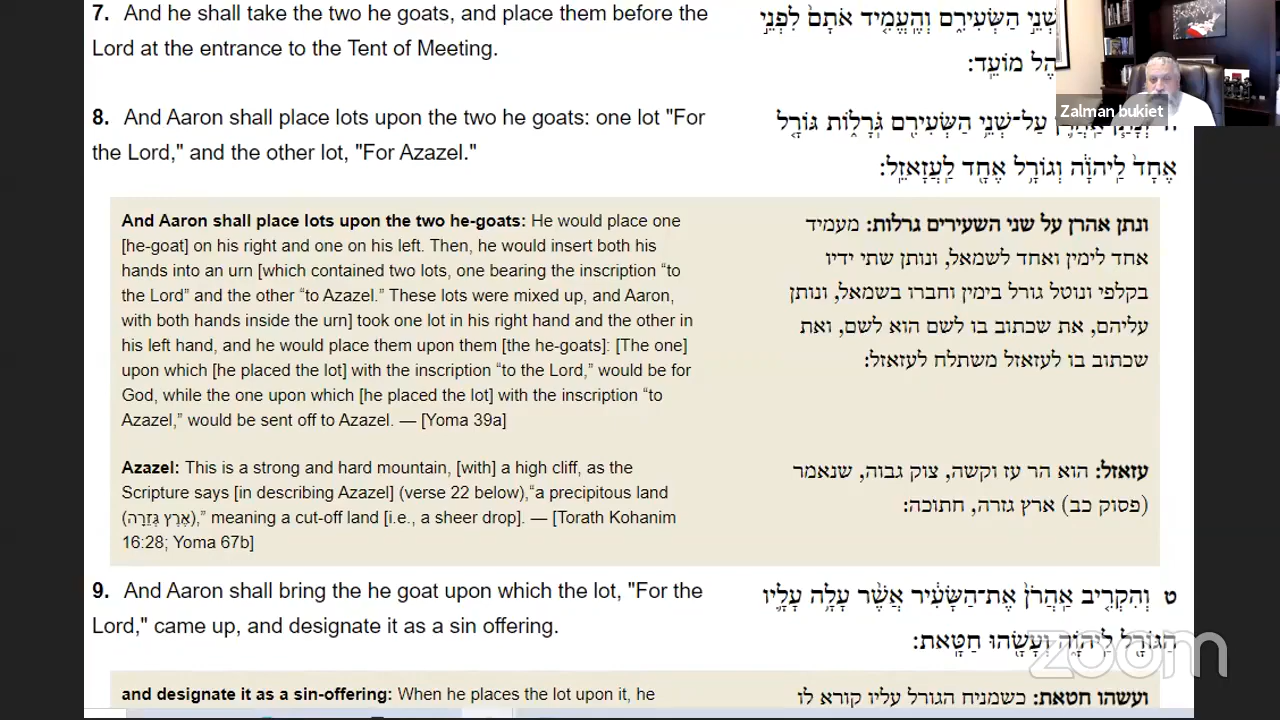 7. And he shall take the two he goats, and place them before the
Lord at the entrance to the Tent of Meeting.
שְׁנֵ֣י הַשְּׂעִירִ֑ם וְהֶֽעֱמִ֤יד אֹתָם֙ לִפְנֵ֣י
מוֹעֵֽד:
Zalman bukiet
8. And Aaron shall place lots upon the two he goats: one lot "For
the Lord," and the other lot, "For Azazel."
עַל־שְׁנֵ֥י הַשְּׂעִירִ֖ם גֹּֽרָל֑וֹת גּוֹרָ֤ל
אֶחָד֙ לַֽיהֹוָ֔ה וְגוֹרָ֥ל אֶחָ֖ד לַֽעֲזָאזֵֽל:
And Aaron shall place lots upon the two he-goats: He would place one
[he-goat] on his right and one on his left. Then, he would insert both his
hands into an urn [which contained two lots, one bearing the inscription “to
the Lord” and the other “to Azazel.” These lots were mixed up, and Aaron,
with both hands inside the urn] took one lot in his right hand and the other in
his left hand, and he would place them upon them [the he-goats]: [The one]
upon which [he placed the lot] with the inscription “to the Lord,” would be for
God, while the one upon which [he placed the lot] with the inscription “to
Azazel,” would be sent off to Azazel. — [Yoma 39a]
ונתן אהרן על שני השעירים גרלות: מעמיד
אחד לימין ואחד לשמאל, ונותן שתי ידיו
בקלפי ונוטל גורל בימין וחברו בשמאל, ונותן
עליהם, את שכתוב בו לשם הוא לשם, ואת
שכתוב בו לעזאזל משתלח לעזאזל:
Azazel: This is a strong and hard mountain, [with] a high cliff, as the
Scripture says [in describing Azazel] (verse 22 below),“a precipitous land
(אֶרֶץ גְּזֵרָה),” meaning a cut-off land [i.e., a sheer drop]. — [Torath Kohanim
16:28; Yoma 67b]
עזאזל: הוא הר עז וקשה, צוק גבוה, שנאמר
(פסוק כב) ארץ גזרה, חתוכה:
9. And Aaron shall bring the he goat upon which the lot, "For the
Lord," came up, and designate it as a sin offering.
ט וְהִקְרִ֤יב אַֽהֲרֹן֙ אֶת־הַשָּׂעִ֔יר אֲשֶׁ֨ר עָלָ֥ה עָלָ֛יו
הַגּוֹרָ֖ל לַֽיהֹוָ֑ה וְעָשָׂ֖הוּ חַטָּֽאת:
zoom
and designate it as a sin-offering: When he places the lot upon it, he
ועשהו חטאת: כשמניח הגורל עליו קורא לו